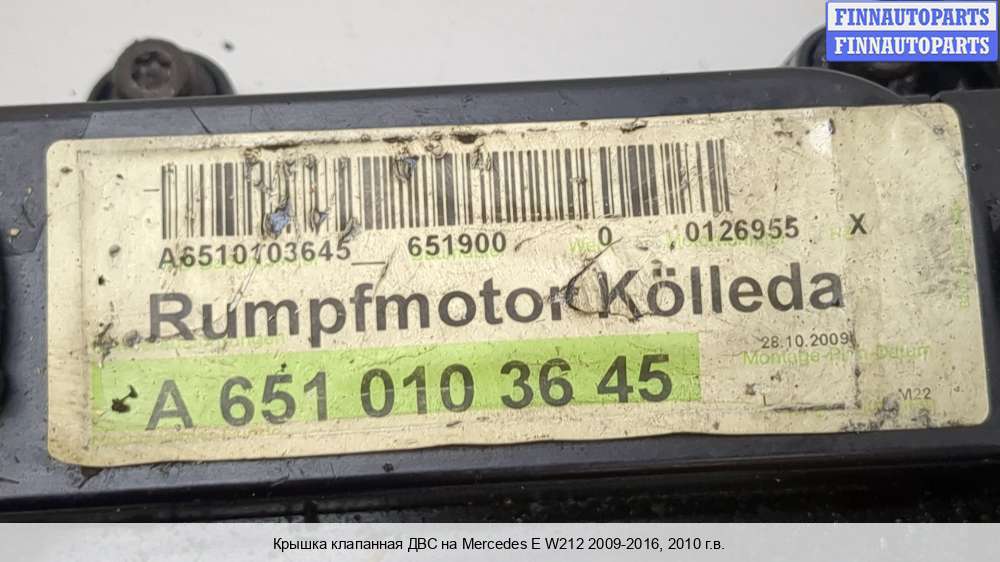 FINNAUTOPARTS
FINNAUTOPARTS
A6510103645 651900 0 0126955 X
Rumpfmotor Kölleda
28.10.2009
Montage Datum
A 651 010 36 45
M22
Крышка клапанная ДВС на Mercedes E W212 2009-2016, 2010 г.в.